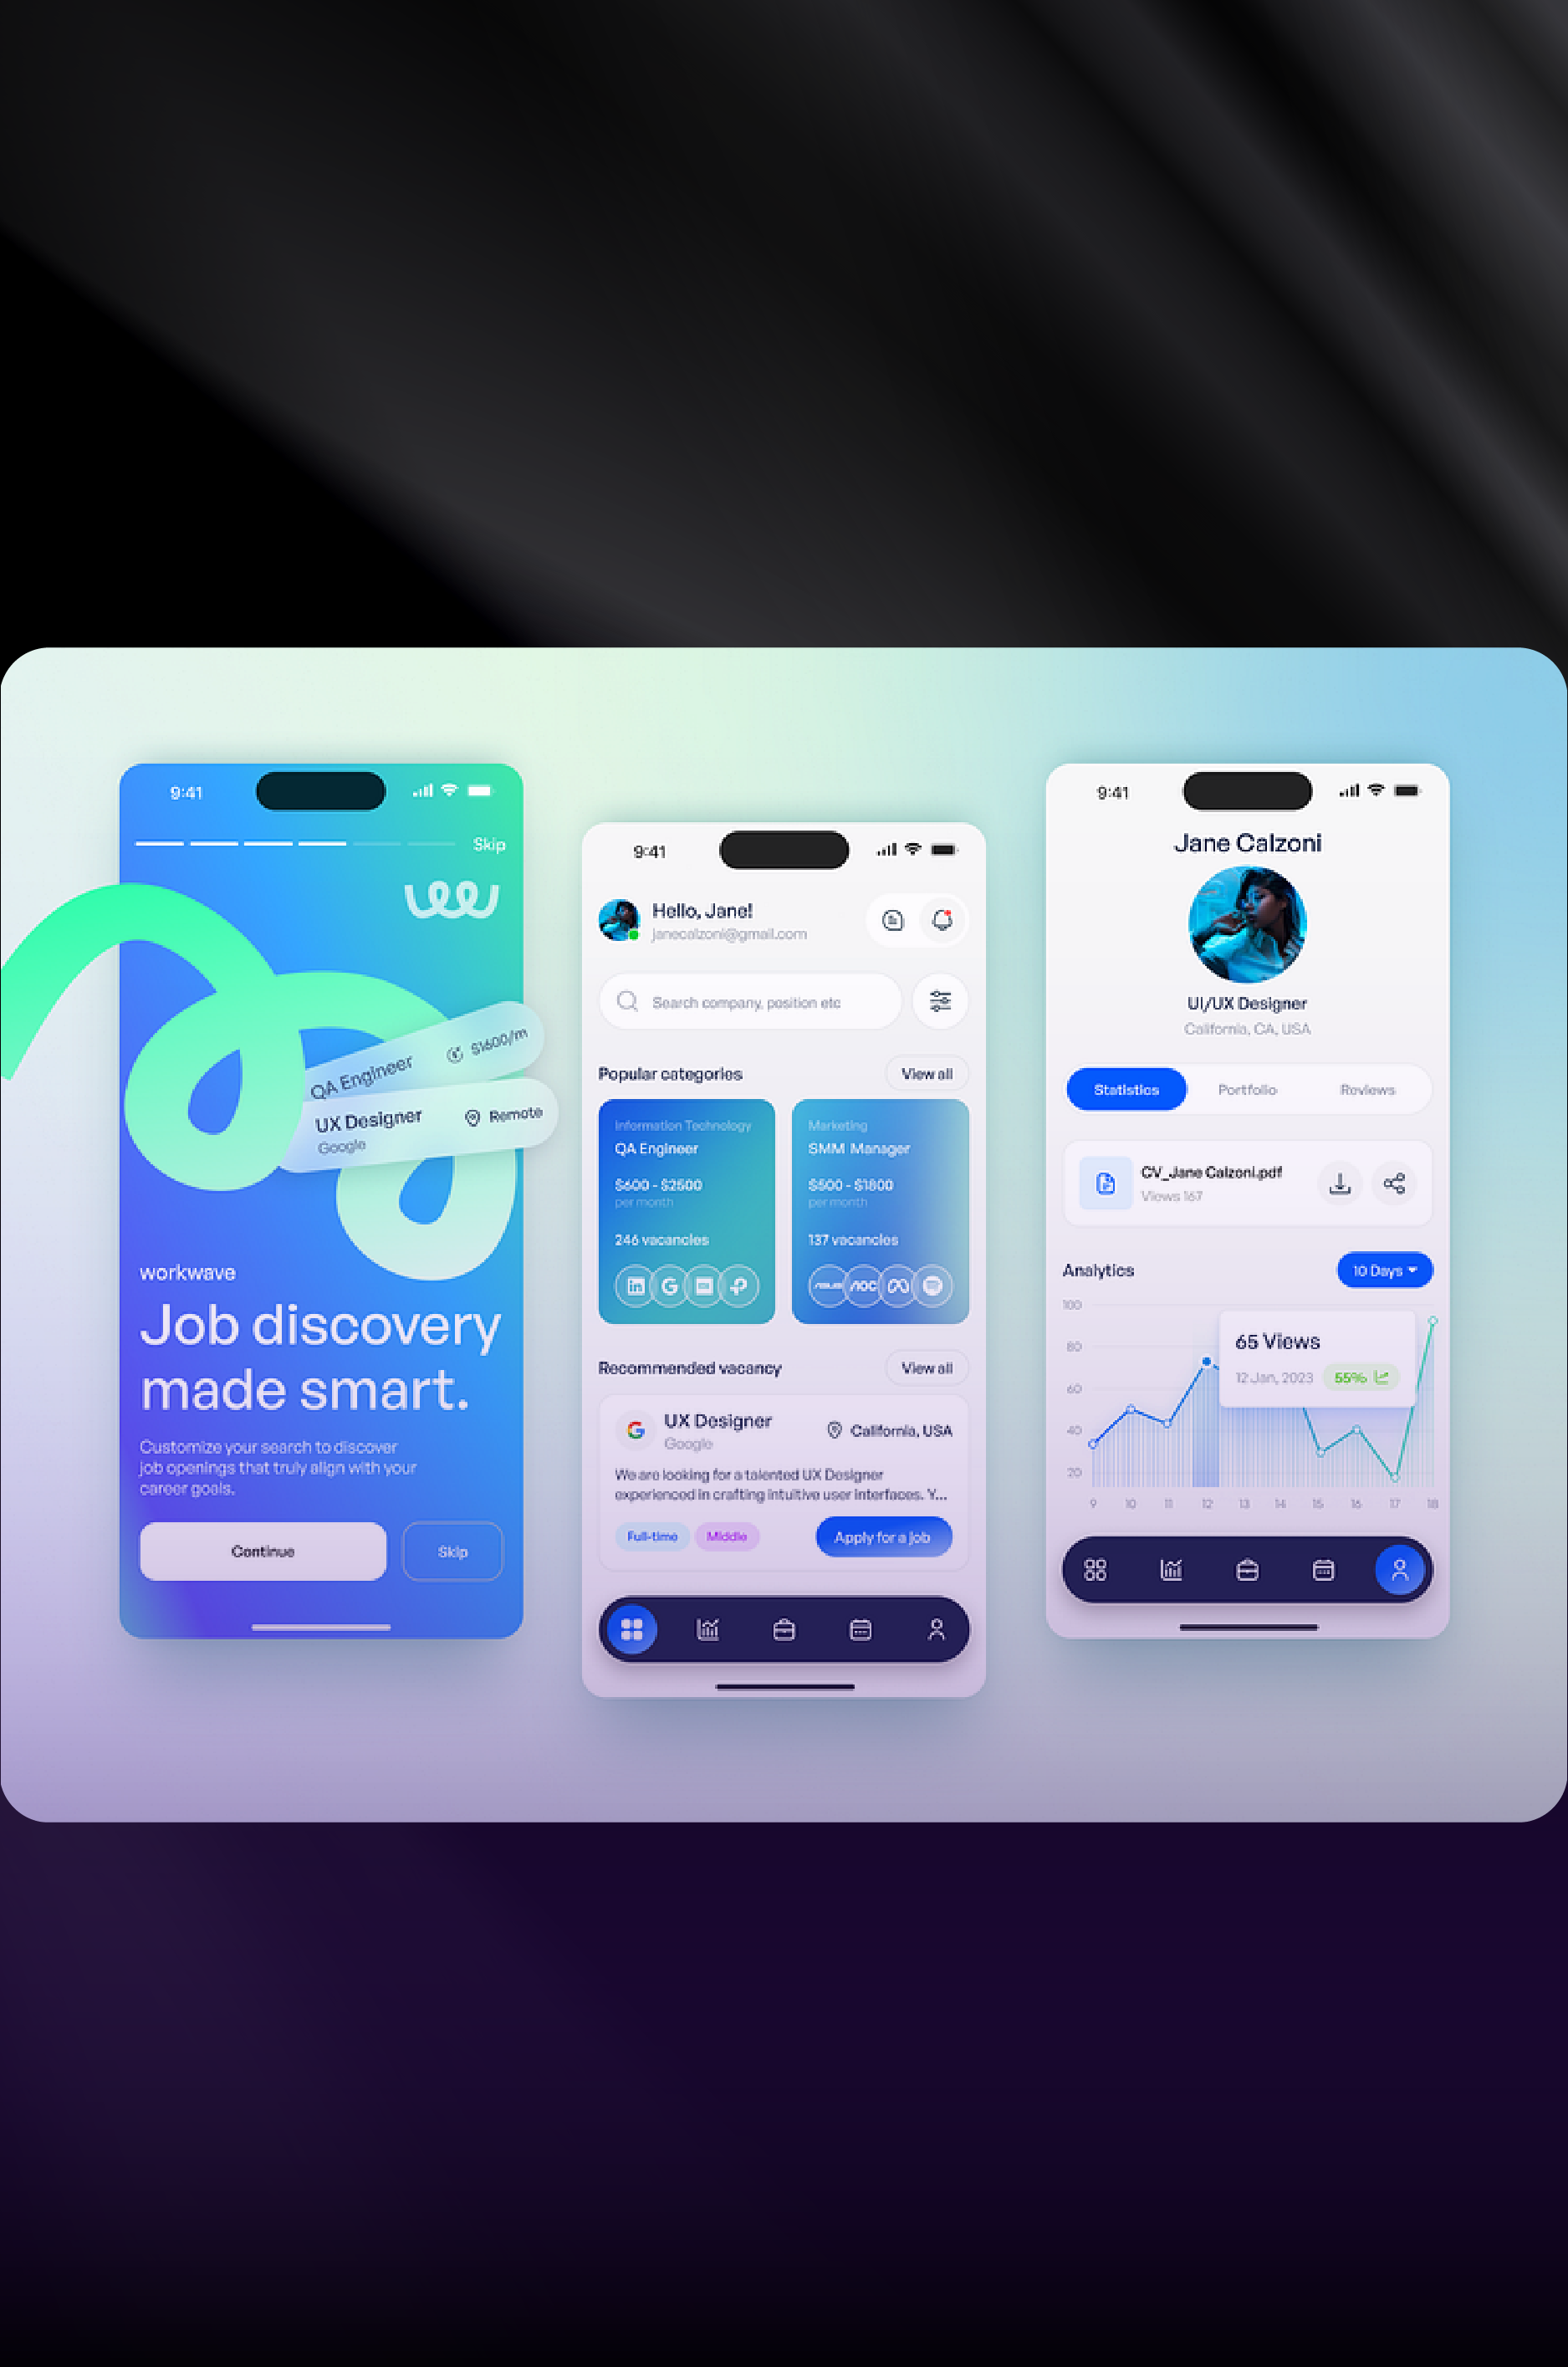 9:41
Skip
QA Engineer
$1600/m
UX Designer
Google
Remote
workwave
Job discovery
made smart.
Customize your search to discover
job openings that truly align with your
career goals.
Continue
Skip
9:41
Hello, Jane!
janecalzoni@gmail.com
Search company, position etc
Popular categories
View all
Information Technology
QA Engineer
$600 - $2500
per month
246 vacancies
in
G
Marketing
SMM Manager
$500 - $1800
per month
137 vacancies
AOC
Recommended vacancy
View all
G
UX Designer
Google
California, USA
We are looking for a talented UX Designer
experienced in crafting intuitive user interfaces. Y...
Full-time
Middle
Apply for a job
9:41
Jane Calzoni
UI/UX Designer
California, CA, USA
Statistics
Portfolio
Reviews
CV_Jane Calzoni.pdf
Views 167
Analytics
10 Days
100
80
60
40
20
65 Views
12 Jan, 2023
55%
9 10 11 12 13 14 15 16 17 18